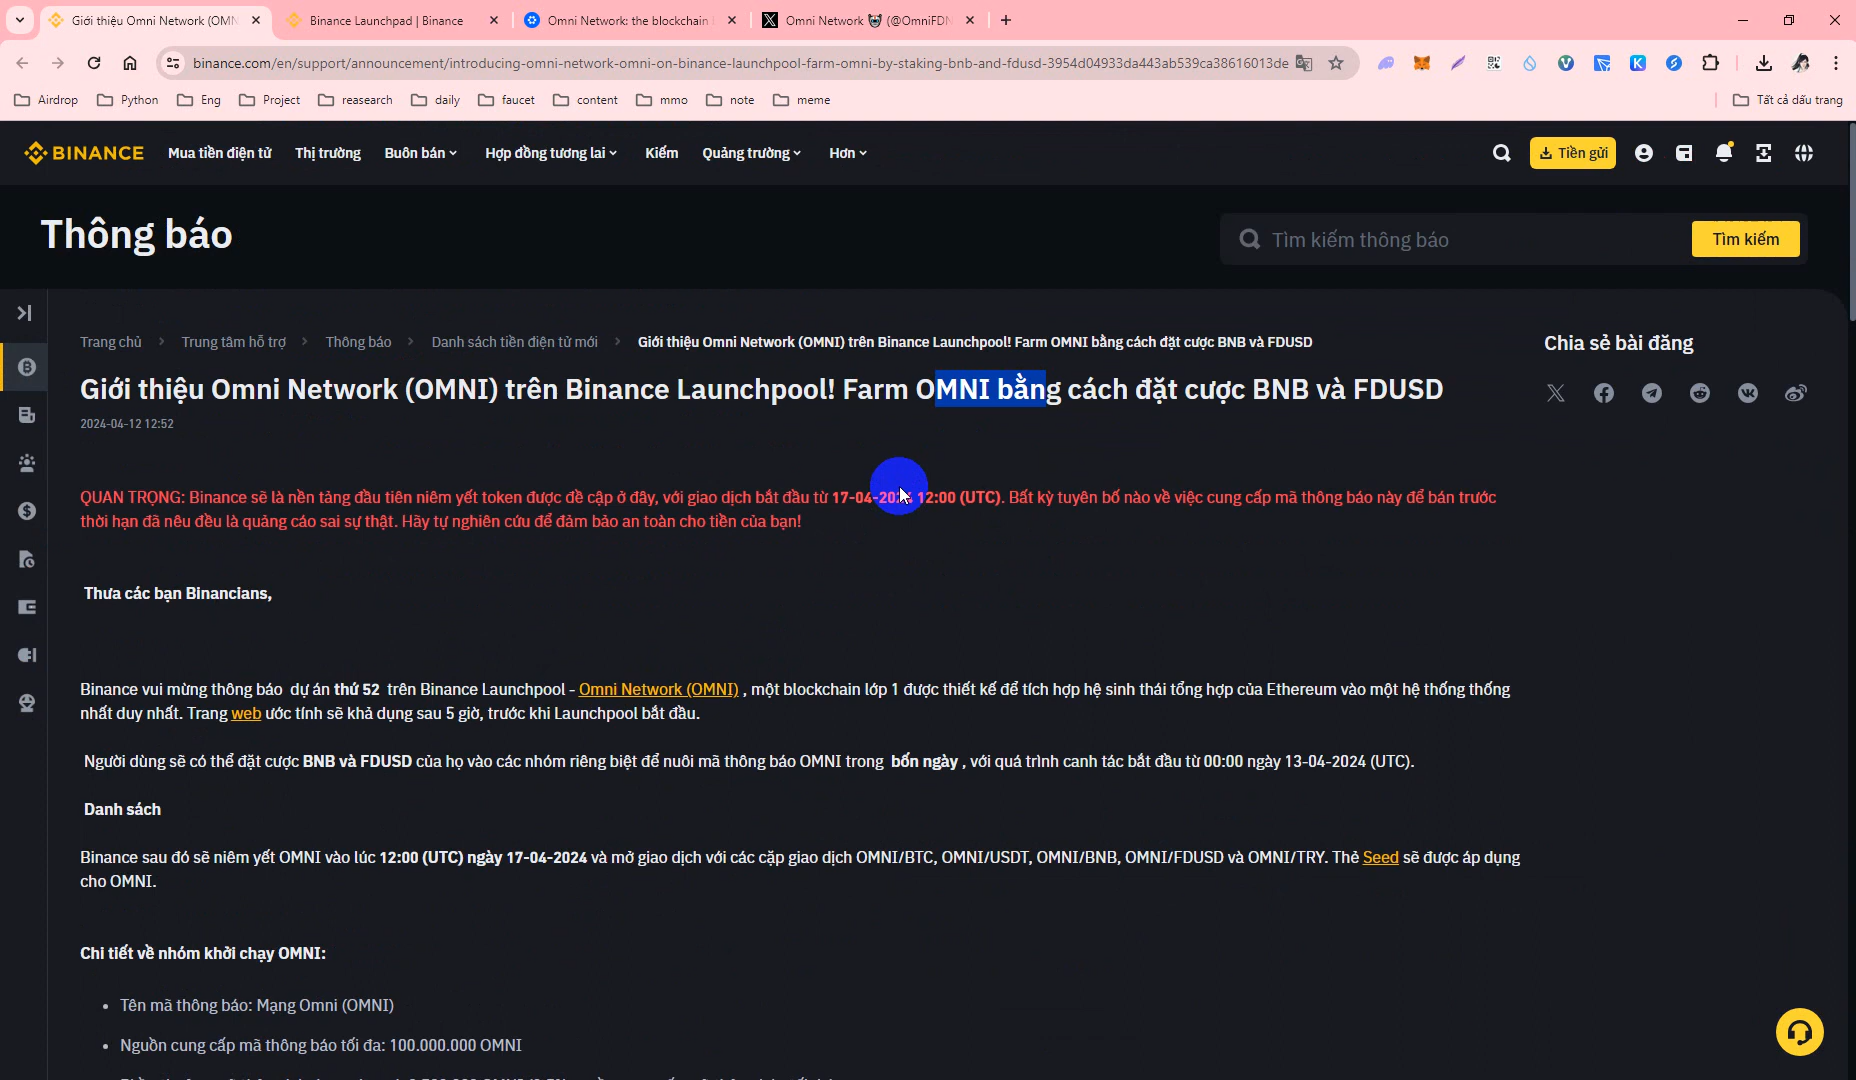 Giới thiệu Omni Network (OMN
Binance Launchpad | Binance
Omni Network: the blockchain
Omni Network (@OmniFDN
binance.com/en/support/announcement/introducing-omni-network-omni-on-binance-launchpool-farm-omni-by-staking-bnb-and-fdusd-3954d04933da443ab539ca38616013de
Airdrop Python Eng Project reasearch daily faucet content mmo note meme Tất cả dấu trang
BINANCE Mua tiền điện tử Thị trường Buôn bán Hợp đồng tương lai Kiếm Quảng trường Hơn Tiền gửi
Thông báo
Tìm kiếm thông báo Tìm kiếm
Trang chủ Trung tâm hỗ trợ Thông báo Danh sách tiền điện tử mới Giới thiệu Omni Network (OMNI) trên Binance Launchpool! Farm OMNI bằng cách đặt cược BNB và FDUSD
Chia sẻ bài đăng
Giới thiệu Omni Network (OMNI) trên Binance Launchpool! Farm OMNI bằng cách đặt cược BNB và FDUSD
2024-04-12 12:52
QUAN TRỌNG: Binance sẽ là nền tảng đầu tiên niêm yết token được đề cập ở đây, với giao dịch bắt đầu từ 17-04-2024 12:00 (UTC). Bất kỳ tuyên bố nào về việc cung cấp mã thông báo này để bán trước
thời hạn đã nêu đều là quảng cáo sai sự thật. Hãy tự nghiên cứu để đảm bảo an toàn cho tiền của bạn!
Thưa các bạn Binancians,
Binance vui mừng thông báo dự án thứ 52 trên Binance Launchpool - Omni Network (OMNI) , một blockchain lớp 1 được thiết kế để tích hợp hệ sinh thái tổng hợp của Ethereum vào một hệ thống thống
nhất duy nhất. Trang web ước tính sẽ khả dụng sau 5 giờ, trước khi Launchpool bắt đầu.
Người dùng sẽ có thể đặt cược BNB và FDUSD của họ vào các nhóm riêng biệt để nuôi mã thông báo OMNI trong bốn ngày , với quá trình canh tác bắt đầu từ 00:00 ngày 13-04-2024 (UTC).
Danh sách
Binance sau đó sẽ niêm yết OMNI vào lúc 12:00 (UTC) ngày 17-04-2024 và mở giao dịch với các cặp giao dịch OMNI/BTC, OMNI/USDT, OMNI/BNB, OMNI/FDUSD và OMNI/TRY. Thẻ Seed sẽ được áp dụng
cho OMNI.
Chi tiết về nhóm khởi chạy OMNI:
• Tên mã thông báo: Mạng Omni (OMNI)
• Nguồn cung cấp mã thông báo tối đa: 100.000.000 OMNI